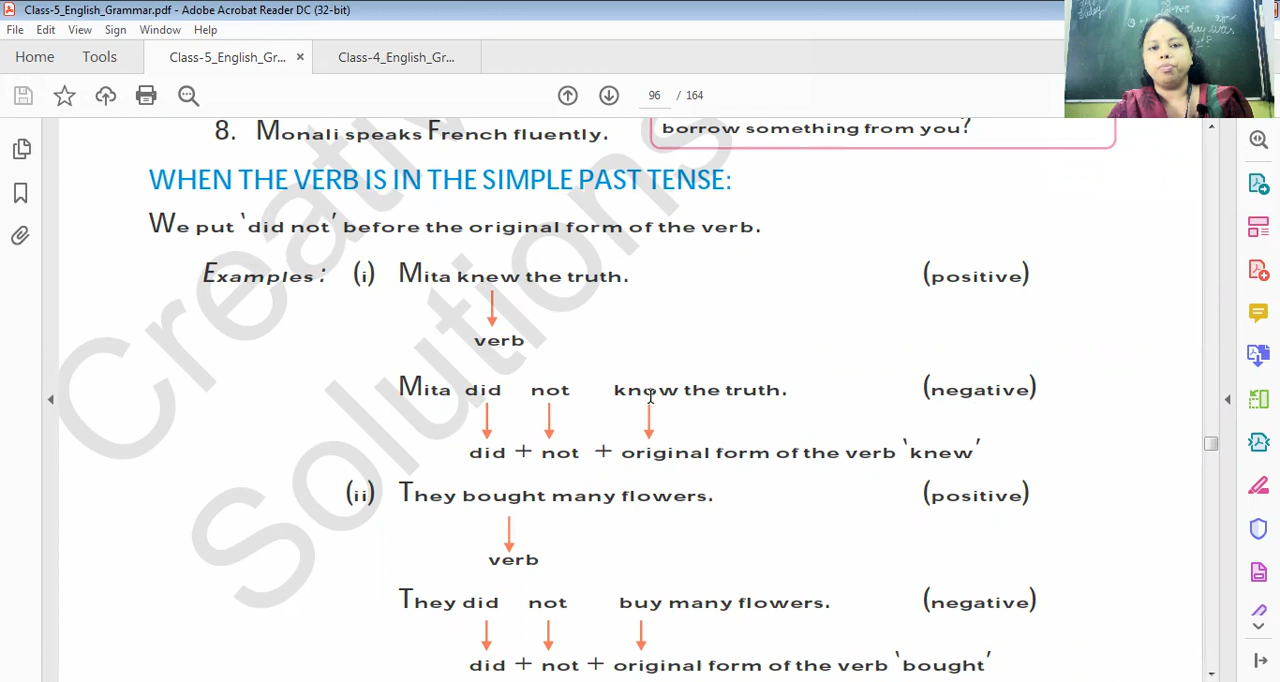 Class-5_English_Grammar.pdf - Adobe Acrobat Reader DC (32-bit)
File Edit View Sign Window Help
Home Tools Class-5_English_Gr... × Class-4_English_Gr...
96 / 164
8. Monali speaks French fluently.
borrow something from you?
WHEN THE VERB IS IN THE SIMPLE PAST TENSE:
We put 'did not' before the original form of the verb.
Examples : (i) Mita knew the truth. (positive)
verb
Mita did not know the truth. (negative)
did + not + original form of the verb 'knew'
(ii) They bought many flowers. (positive)
verb
They did not buy many flowers. (negative)
did + not + original form of the verb 'bought'
Solutions